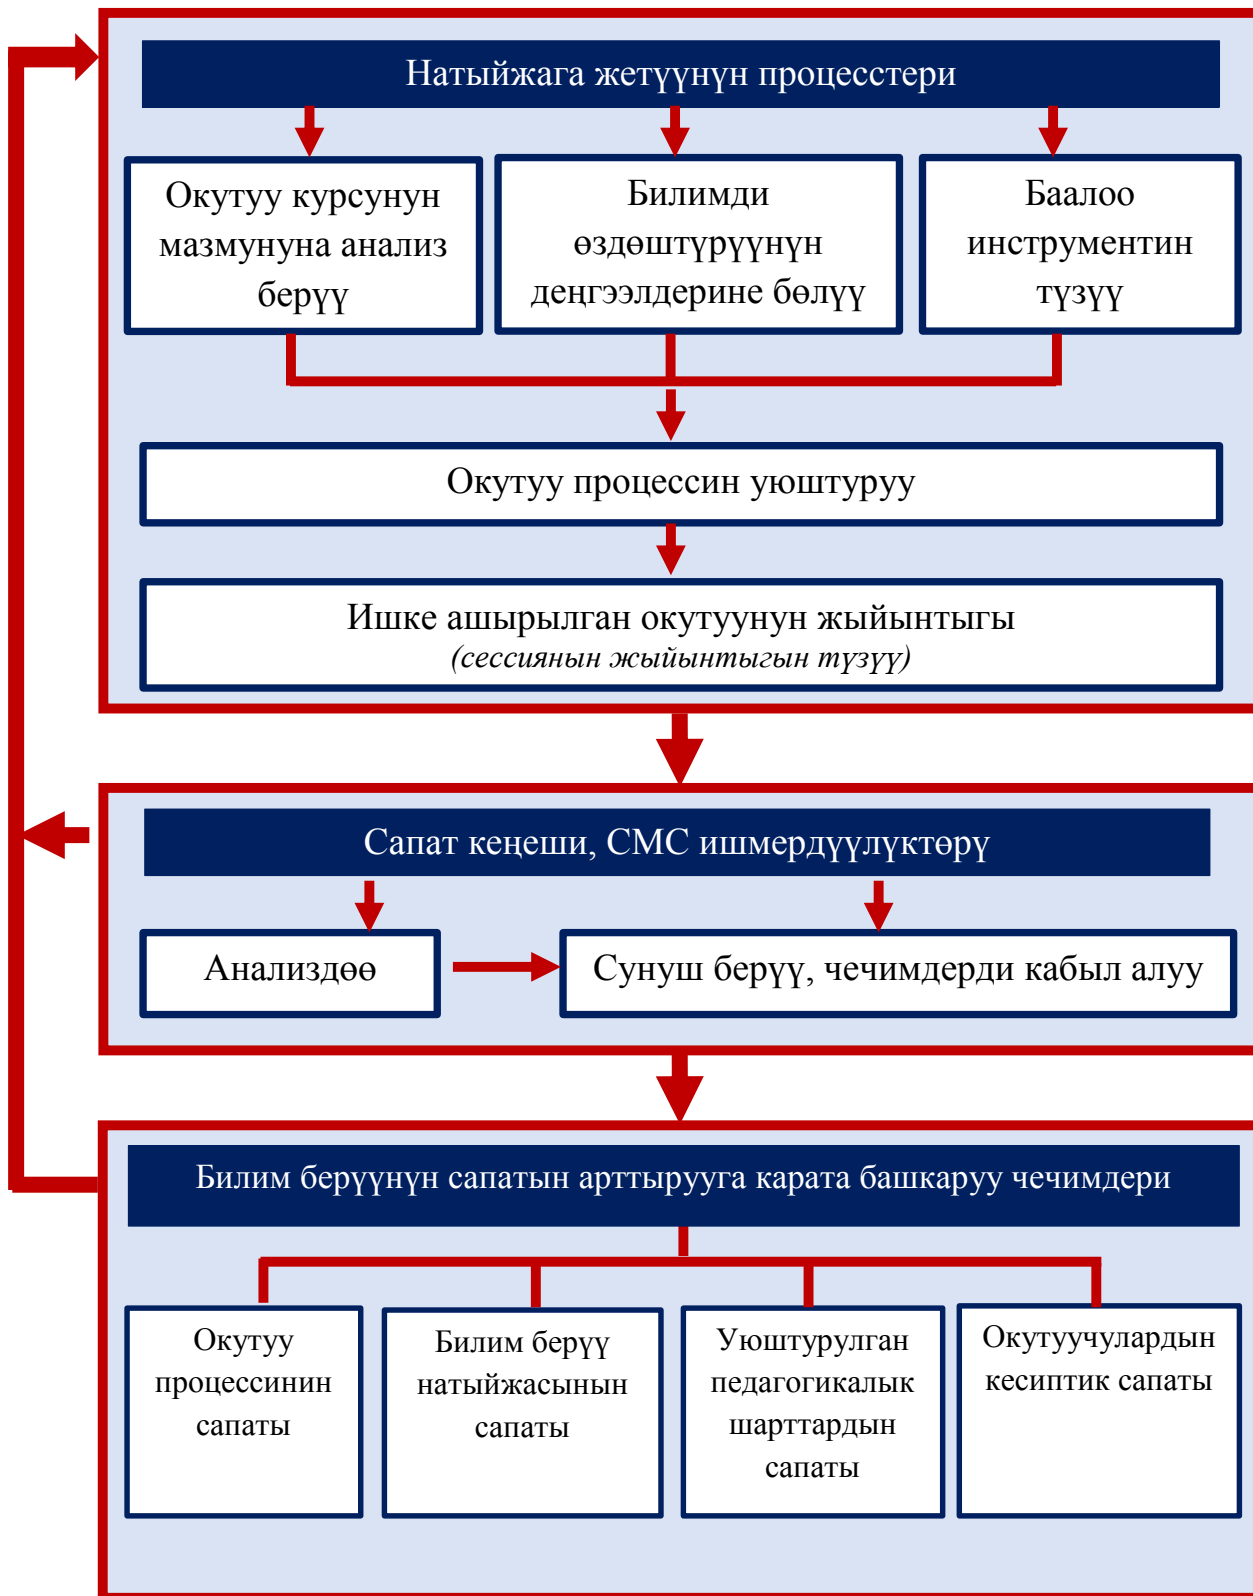 Натыйжага жетүүнүн процесстери
Окутуу курсунун
мазмунуна анализ
берүү
Билимди
өздөштүрүүнүн
деңгээлдерине бөлүү
Баалоо
инструментин
түзүү
Окутуу процессин уюштуруу
Ишке ашырылган окутуунун жыйынтыгы
(сессиянын жыйынтыгын түзүү)
Сапат кеңеши, СМС ишмердүүлүктөрү
Анализдөө
Сунуш берүү, чечимдерди кабыл алуу
Билим берүүнүн сапатын арттырууга карата башкаруу чечимдери
Окутуу
процессинин
сапаты
Билим берүү
натыйжасынын
сапаты
Уюштурулган
педагогикалык
шарттардын
сапаты
Окутуучулардын
кесиптик сапаты